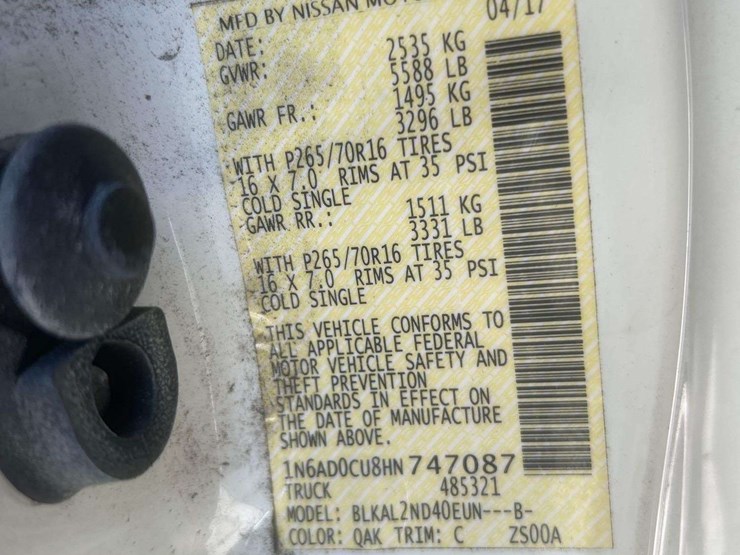 MFD BY NISSAN MO
DATE: 04/17
GVWR: 2535 KG
5588 LB
GAWR FR.: 1495 KG
3296 LB
WITH P265/70R16 TIRES
16 X 7.0 RIMS AT 35 PSI
COLD SINGLE
GAWR RR.: 1511 KG
3331 LB
WITH P265/70R16 TIRES
16 X 7.0 RIMS AT 35 PSI
COLD SINGLE
THIS VEHICLE CONFORMS TO
ALL APPLICABLE FEDERAL
MOTOR VEHICLE SAFETY AND
THEFT PREVENTION
STANDARDS IN EFFECT ON
THE DATE OF MANUFACTURE
SHOWN ABOVE.
1N6AD0CU8HN747087
TRUCK 485321
MODEL: BLKAL2ND40EUN---B-
COLOR: QAK TRIM: C ZS00A